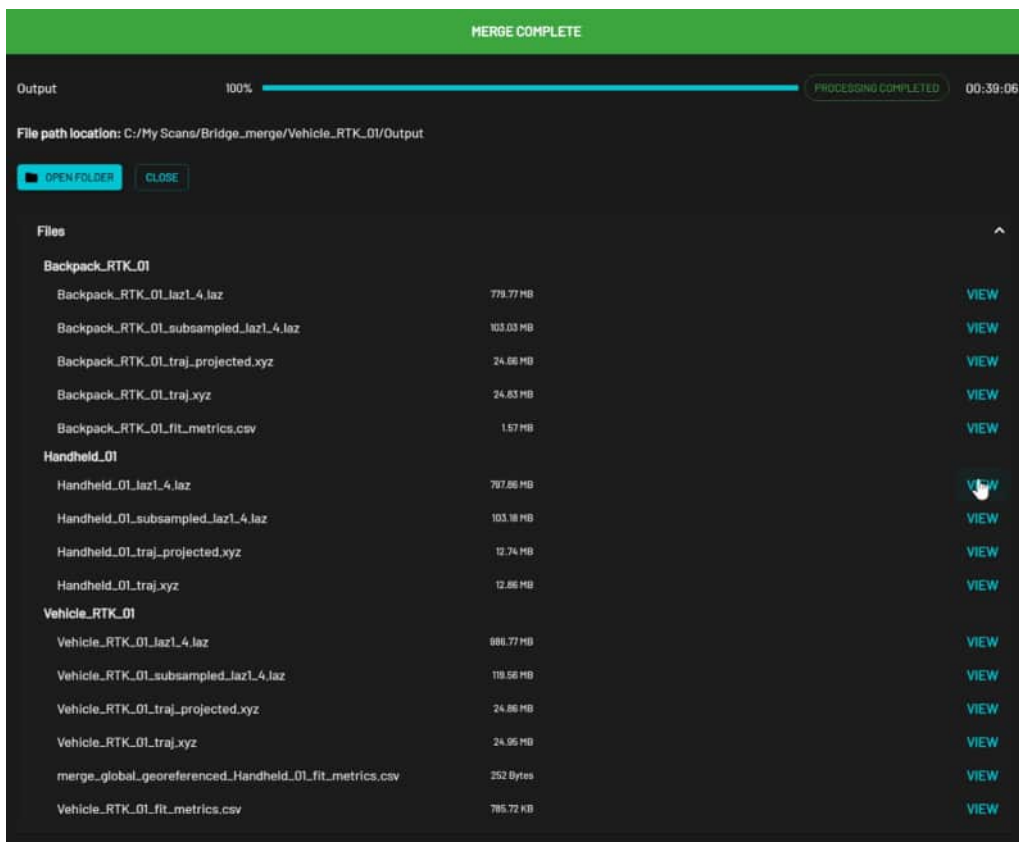 MERGE COMPLETE
Output 100% PROCESSING COMPLETED 00:39:06
File path location: C:/My Scans/Bridge_merge/Vehicle_RTK_01/Output
OPEN FOLDER CLOSE
Files
Backpack_RTK_01
Backpack_RTK_01_laz1_4.laz 779.77 MB VIEW
Backpack_RTK_01_subsampled_laz1_4.laz 103.03 MB VIEW
Backpack_RTK_01_traj_projected.xyz 24.66 MB VIEW
Backpack_RTK_01_traj.xyz 24.83 MB VIEW
Backpack_RTK_01_fit_metrics.csv 1.57 MB VIEW
Handheld_01
Handheld_01_laz1_4.laz 797.86 MB VIEW
Handheld_01_subsampled_laz1_4.laz 103.18 MB VIEW
Handheld_01_traj_projected.xyz 12.74 MB VIEW
Handheld_01_traj.xyz 12.86 MB VIEW
Vehicle_RTK_01
Vehicle_RTK_01_laz1_4.laz 986.77 MB VIEW
Vehicle_RTK_01_subsampled_laz1_4.laz 119.56 MB VIEW
Vehicle_RTK_01_traj_projected.xyz 24.86 MB VIEW
Vehicle_RTK_01_traj.xyz 24.95 MB VIEW
merge_global_georeferenced_Handheld_01_fit_metrics.csv 252 Bytes VIEW
Vehicle_RTK_01_fit_metrics.csv 785.72 KB VIEW